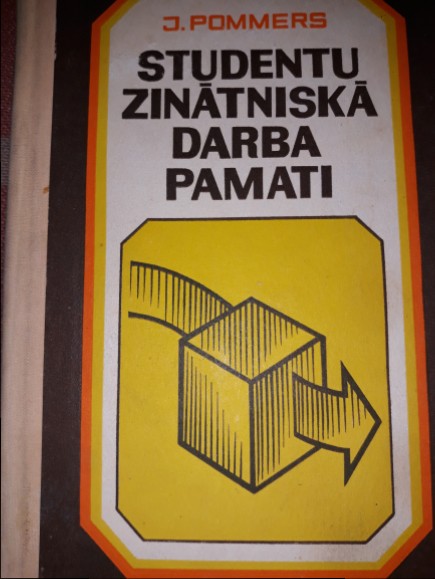 J. POMMERS
STUDENTU
ZINĀTNISKĀ
DARBA
PAMATI